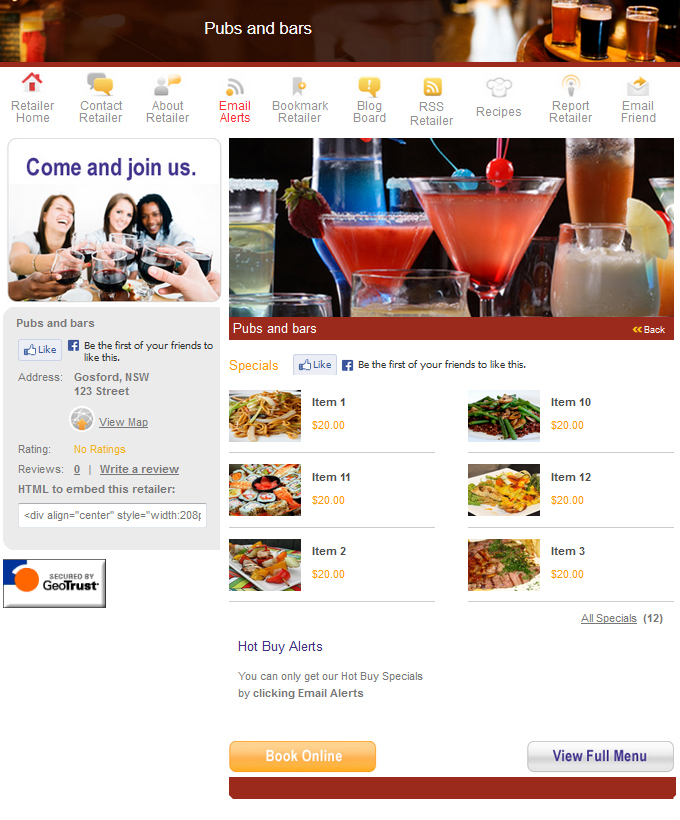 Pubs and bars
Retailer Home
Contact Retailer
About Retailer
Email Alerts
Bookmark Retailer
Blog Board
RSS Retailer
Recipes
Report Retailer
Email Friend
Come and join us.
Pubs and bars
Like
Be the first of your friends to
like this.
Address: Gosford, NSW
123 Street
View Map
Rating: No Ratings
Reviews: 0 | Write a review
HTML to embed this retailer:
<div align="center" style="width:208p
SECURED BY
GeoTrust
Pubs and bars
Back
Specials
Like
Be the first of your friends to like this.
Item 1
$20.00
Item 10
$20.00
Item 11
$20.00
Item 12
$20.00
Item 2
$20.00
Item 3
$20.00
All Specials (12)
Hot Buy Alerts
You can only get our Hot Buy Specials
by clicking Email Alerts
Book Online
View Full Menu